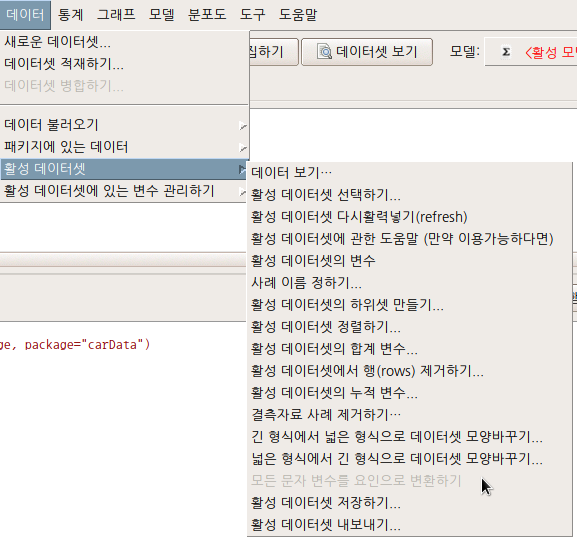 데이터 통계 그래프 모델 분포도 도구 도움말
새로운 데이터셋...
데이터셋 적재하기...
데이터셋 병합하기...
집하기 데이터셋 보기 모델: Σ <활성 모
데이터 불러오기
패키지에 있는 데이터
활성 데이터셋
활성 데이터셋에 있는 변수 관리하기
데이터 보기…
활성 데이터셋 선택하기...
활성 데이터셋 다시활력넣기(refresh)
활성 데이터셋에 관한 도움말 (만약 이용가능하다면)
활성 데이터셋의 변수
사례 이름 정하기...
활성 데이터셋의 하위셋 만들기...
활성 데이터셋 정렬하기...
활성 데이터셋의 합계 변수...
활성 데이터셋에서 행(rows) 제거하기...
활성 데이터셋의 누적 변수...
결측자료 사례 제거하기…
긴 형식에서 넓은 형식으로 데이터셋 모양바꾸기...
넓은 형식에서 긴 형식으로 데이터셋 모양바꾸기...
모든 문자 변수를 요인으로 변환하기
활성 데이터셋 저장하기...
활성 데이터셋 내보내기...
ge, package="carData")